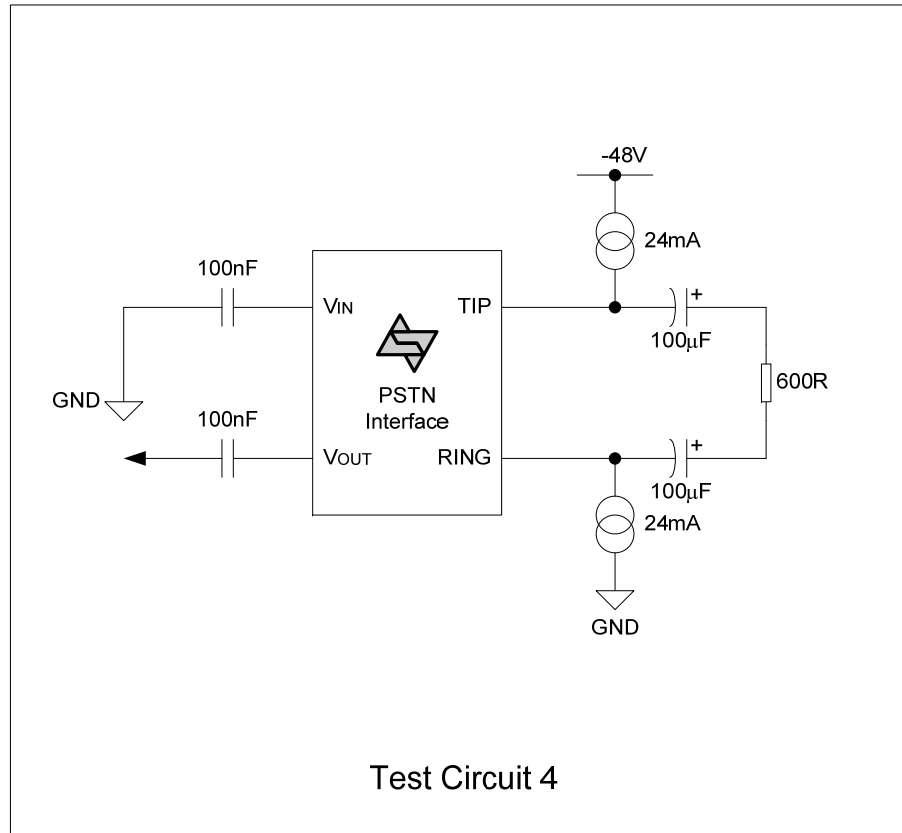 -48V
24mA
100nF
VIN
TIP
+
100μF
PSTN
Interface
600R
GND
100nF
VOUT
RING
+
100μF
24mA
GND
Test Circuit 4